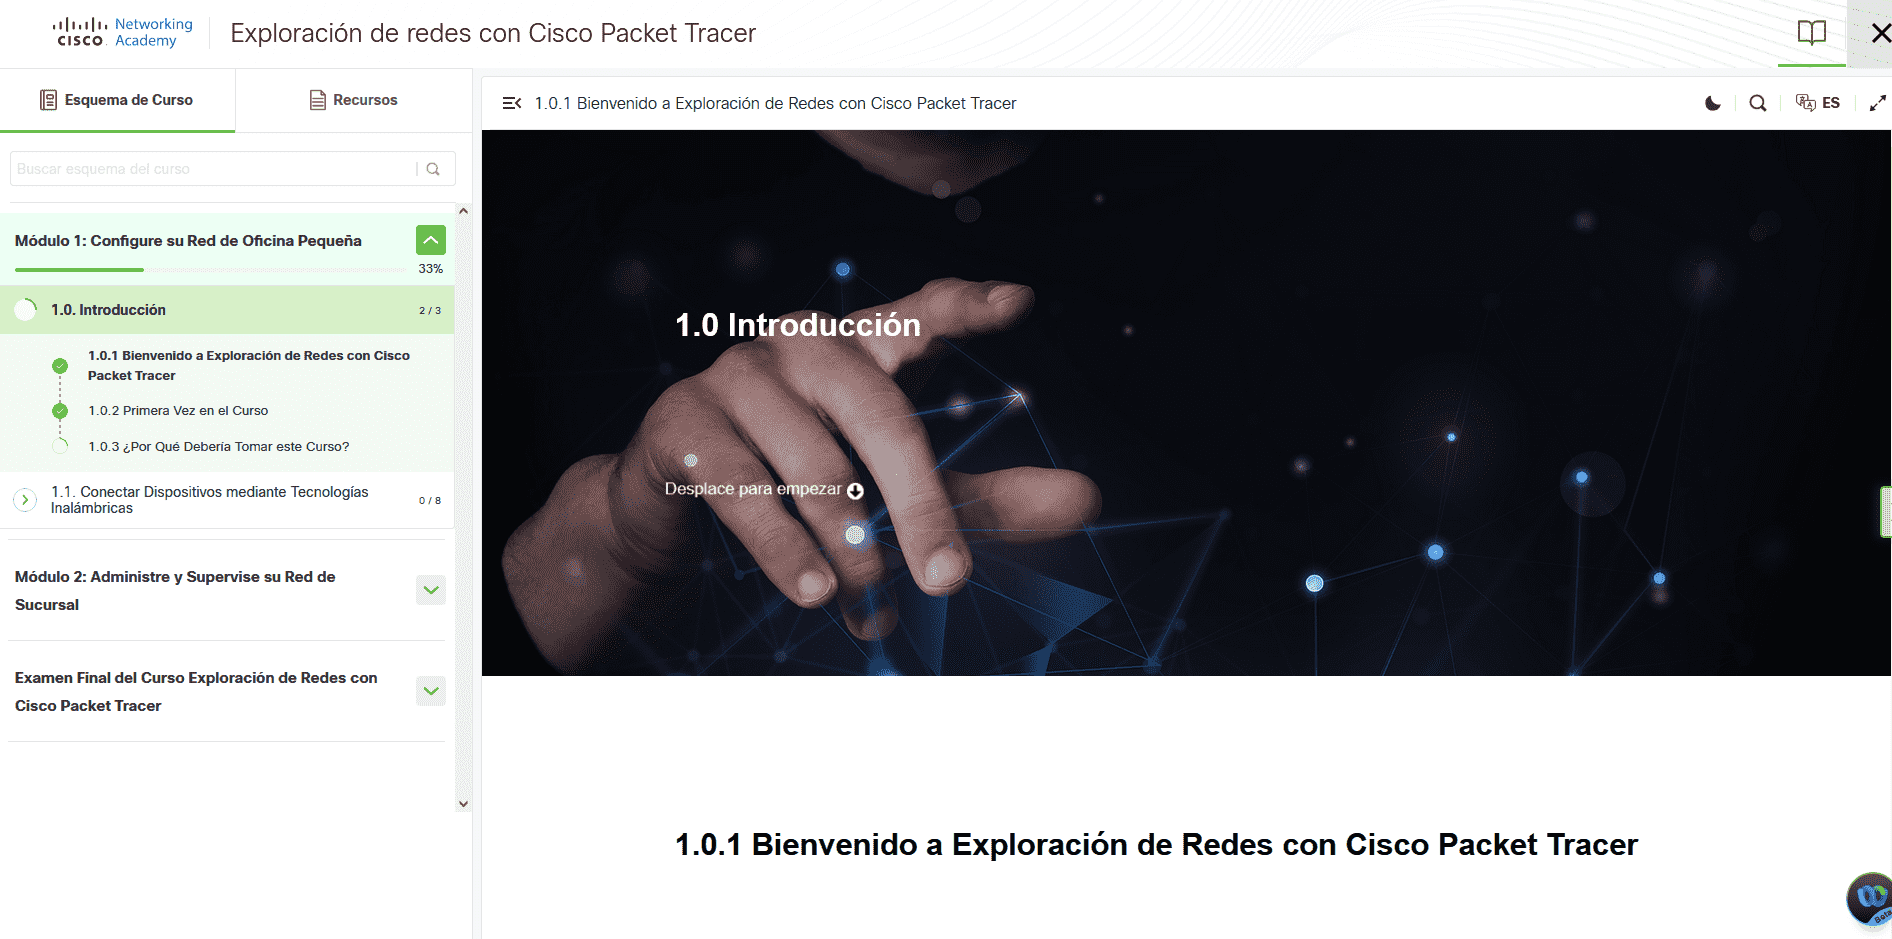 Networking
Academy
CISCO
Exploración de redes con Cisco Packet Tracer
Esquema de Curso
Recursos
Buscar esquema del curso
Módulo 1: Configure su Red de Oficina Pequeña
33%
1.0. Introducción
2 / 3
1.0.1 Bienvenido a Exploración de Redes con Cisco
Packet Tracer
1.0.2 Primera Vez en el Curso
1.0.3 ¿Por Qué Debería Tomar este Curso?
1.1. Conectar Dispositivos mediante Tecnologías
Inalámbricas
0 / 8
Módulo 2: Administre y Supervise su Red de
Sucursal
Examen Final del Curso Exploración de Redes con
Cisco Packet Tracer
1.0.1 Bienvenido a Exploración de Redes con Cisco Packet Tracer
ES
1.0 Introducción
Desplace para empezar
1.0.1 Bienvenido a Exploración de Redes con Cisco Packet Tracer
Beta